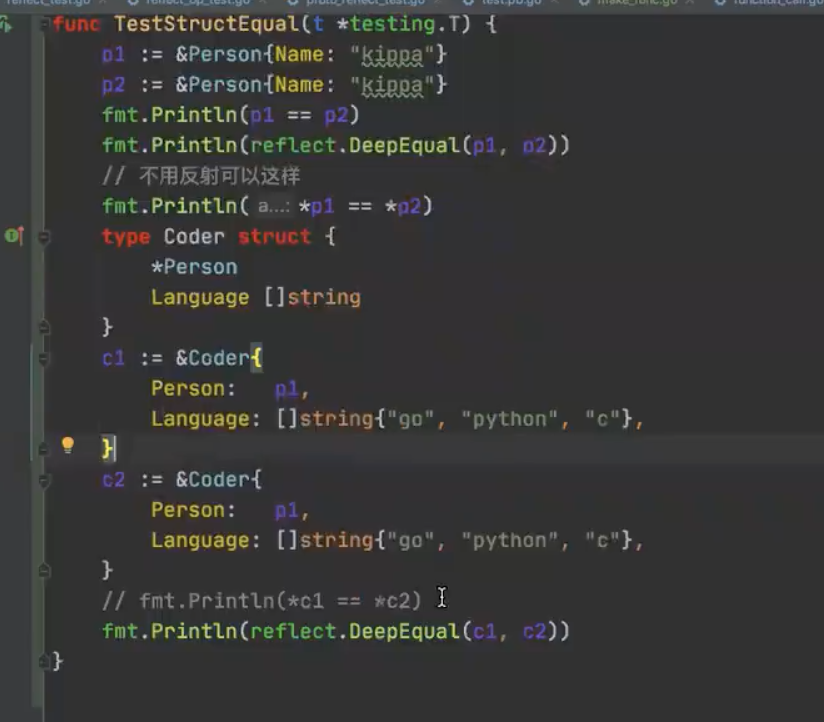 reflect_test.go  reflect_op_test.go  proto_reflect_test.go  test.pb.go  make_func.go  function_call.go
func TestStructEqual(t *testing.T) {
    p1 := &Person{Name: "kippa"}
    p2 := &Person{Name: "kippa"}
    fmt.Println(p1 == p2)
    fmt.Println(reflect.DeepEqual(p1, p2))
    // 不用反射可以这样
    fmt.Println( a...: *p1 == *p2)
    type Coder struct {
        *Person
        Language []string
    }
    c1 := &Coder{
        Person:   p1,
        Language: []string{"go", "python", "c"},
    }
    c2 := &Coder{
        Person:   p1,
        Language: []string{"go", "python", "c"},
    }
    // fmt.Println(*c1 == *c2)
    fmt.Println(reflect.DeepEqual(c1, c2))
}